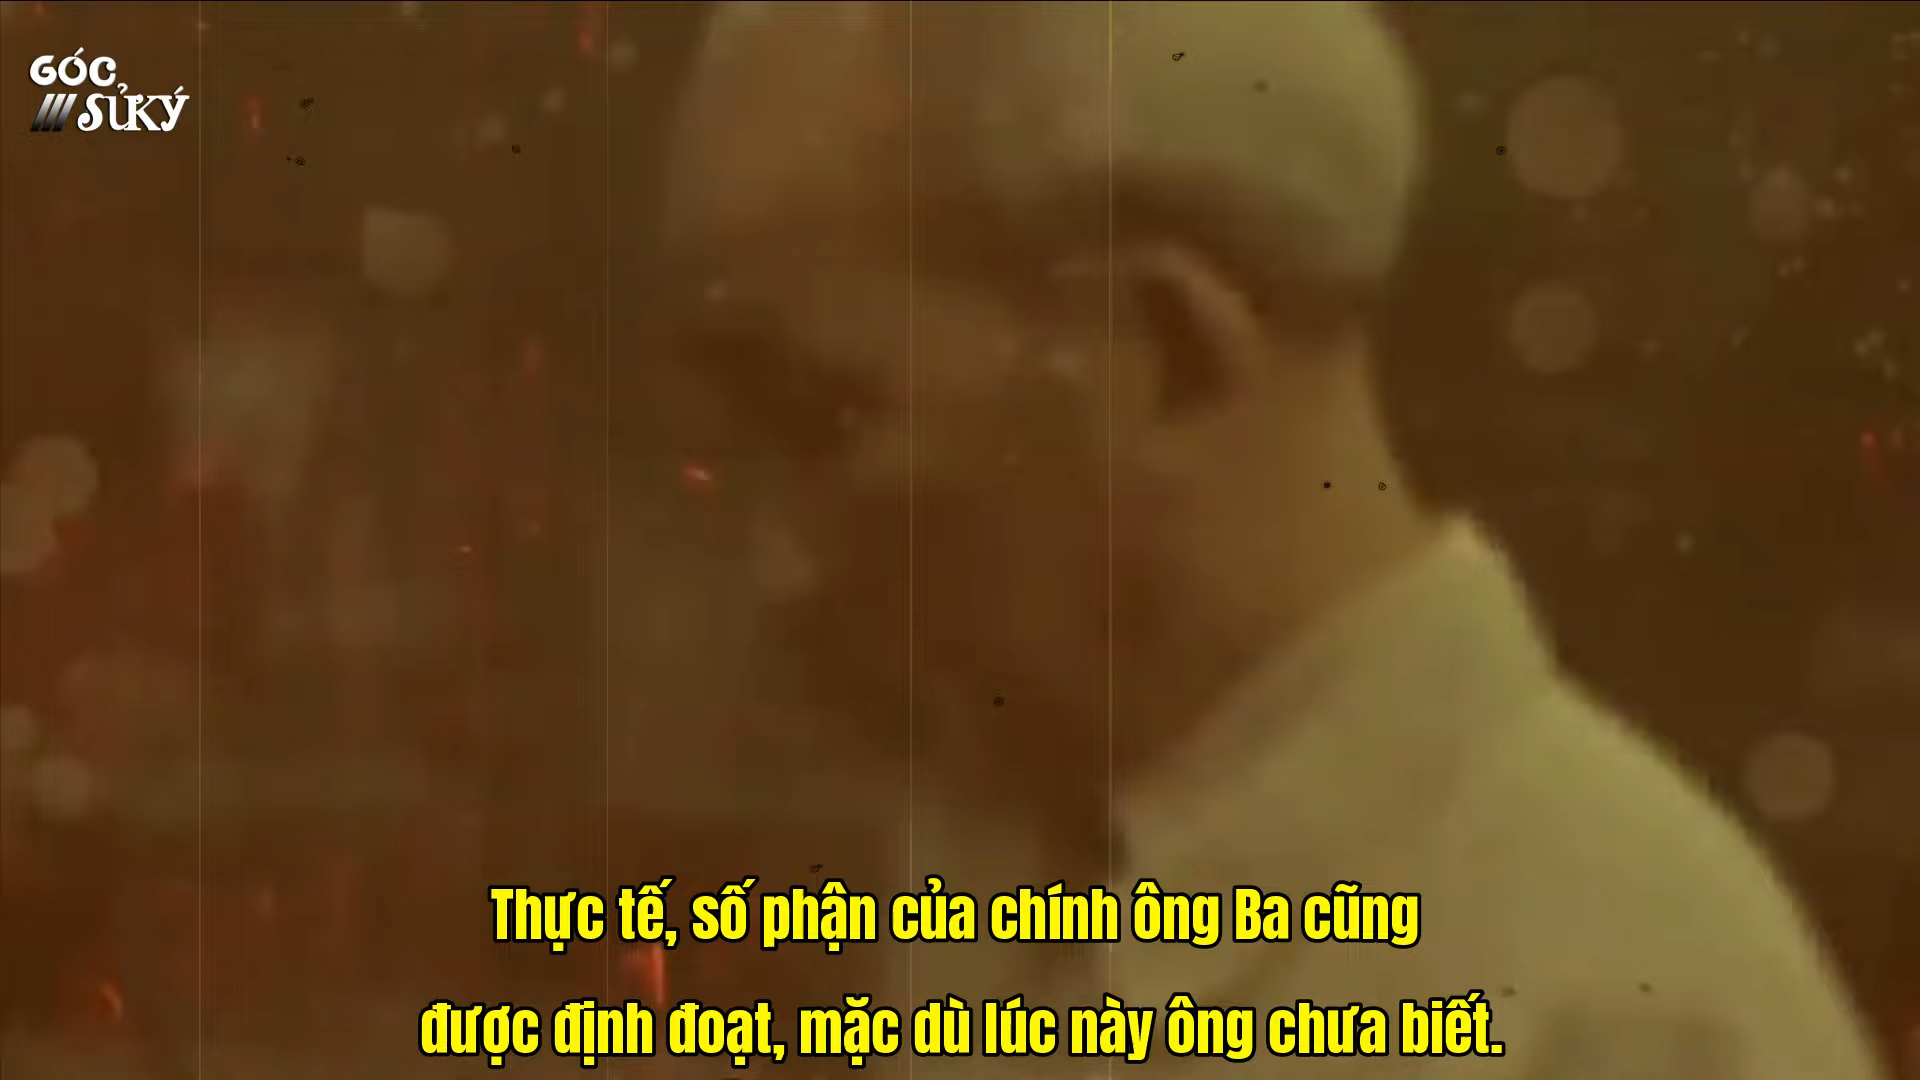 GÓC
SỬ KÝ
Thực tế, số phận của chính ông Ba cũng
được định đoạt, mặc dù lúc này ông chưa biết.